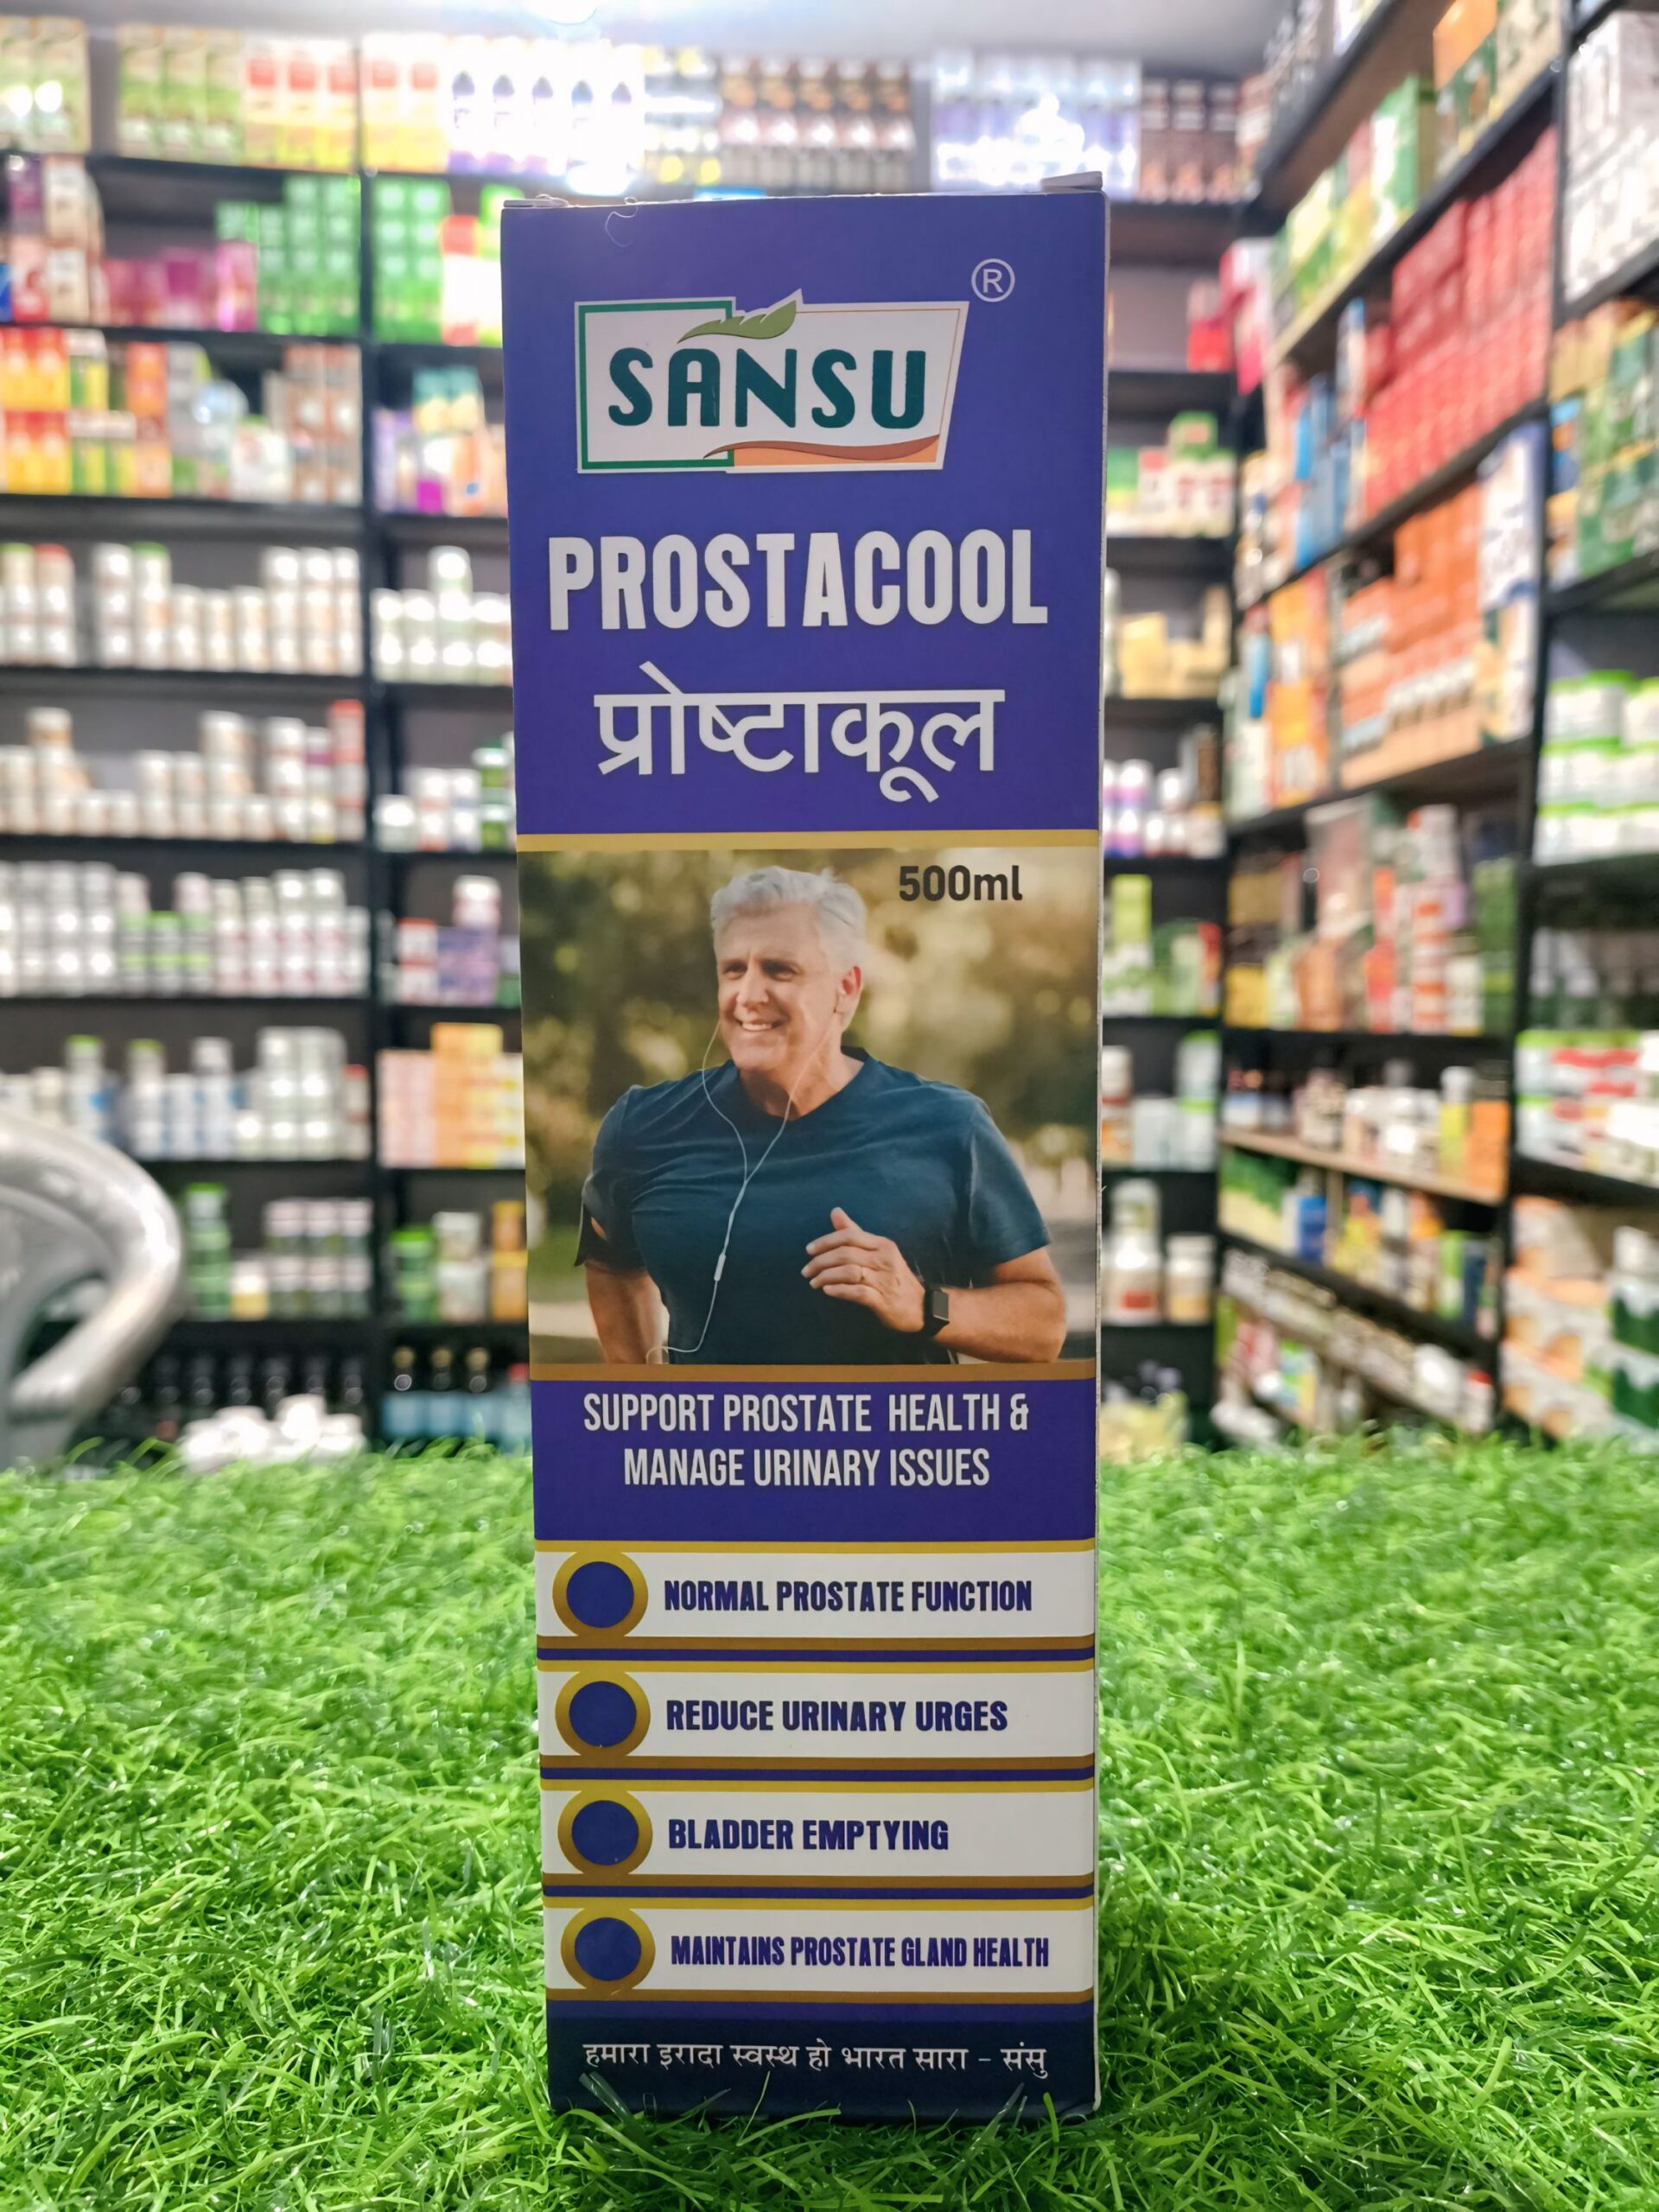 ®
SANSU
PROSTACOOL
प्रोष्टाकूल
500ml
SUPPORT PROSTATE HEALTH &
MANAGE URINARY ISSUES
NORMAL PROSTATE FUNCTION
REDUCE URINARY URGES
BLADDER EMPTYING
MAINTAINS PROSTATE GLAND HEALTH
हमारा इरादा स्वस्थ हो भारत सारा - संसु